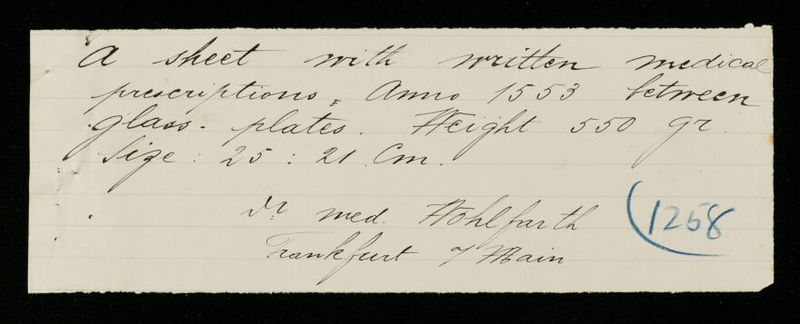 A sheet with written medical
prescriptions, Anno 1553 between
glass-plates. Weight 550 gr.
Size: 25:21 Cm.
Dr med. Wohlfarth
Frankfurt a/Main
1258